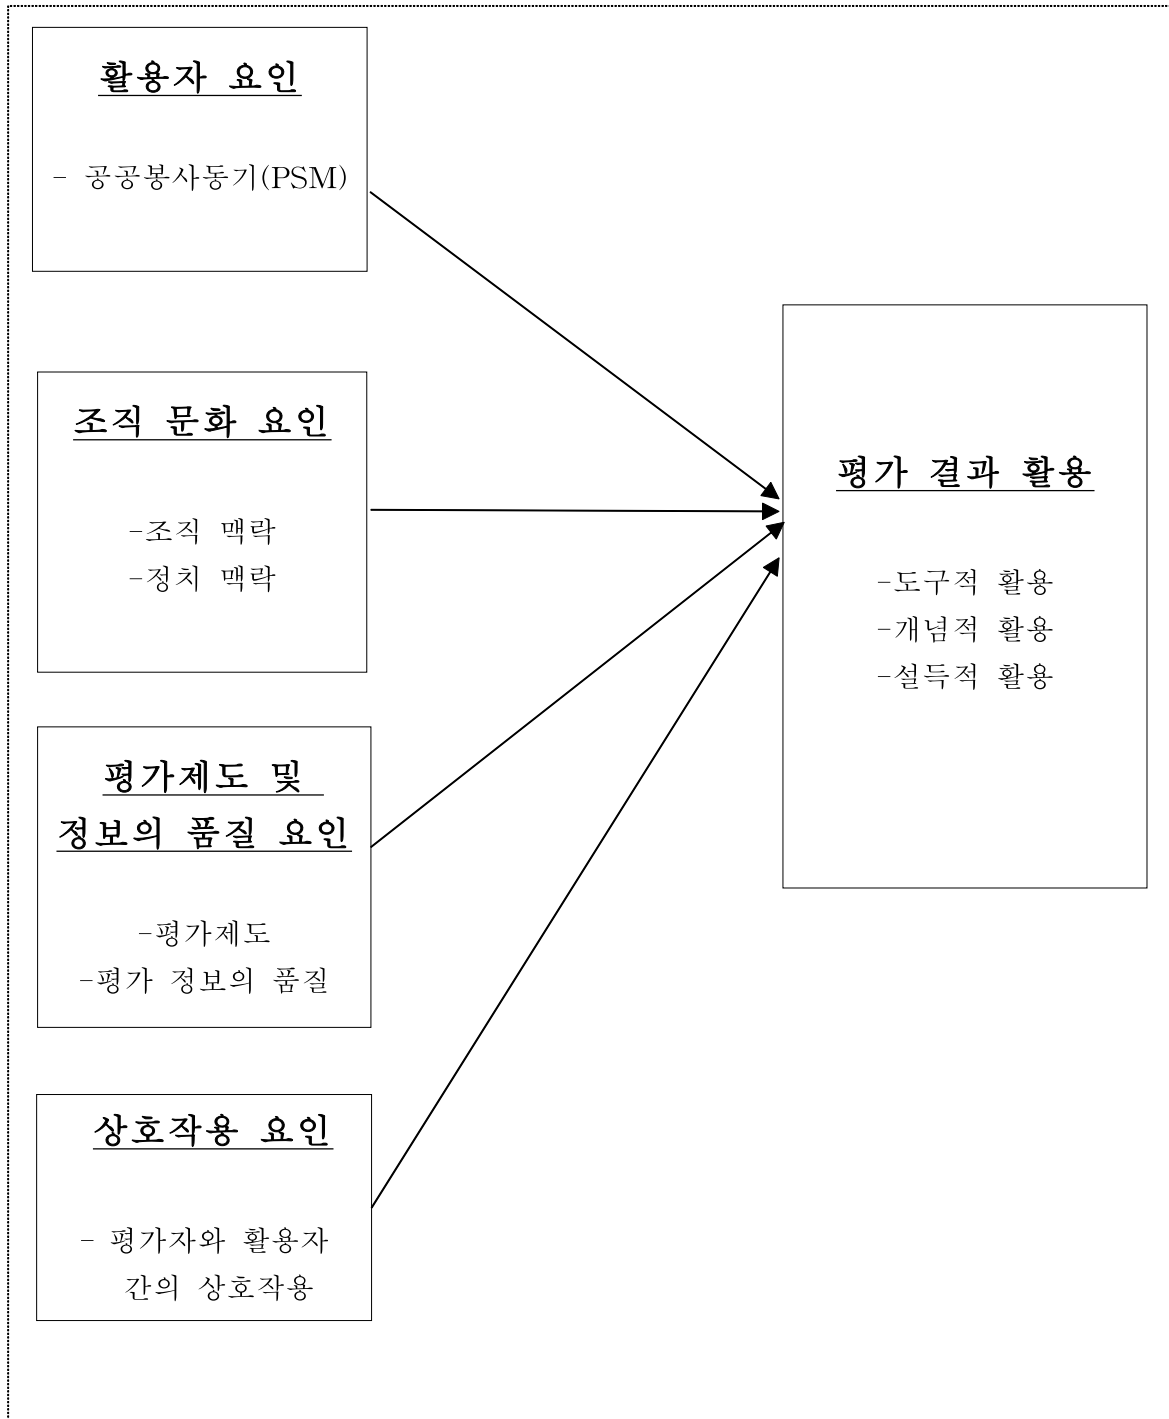 활용자 요인
- 공공봉사동기(PSM)
조직 문화 요인
-조직 맥락
-정치 맥락
평가제도 및
정보의 품질 요인
-평가제도
-평가 정보의 품질
상호작용 요인
- 평가자와 활용자
간의 상호작용
평가 결과 활용
-도구적 활용
-개념적 활용
-설득적 활용